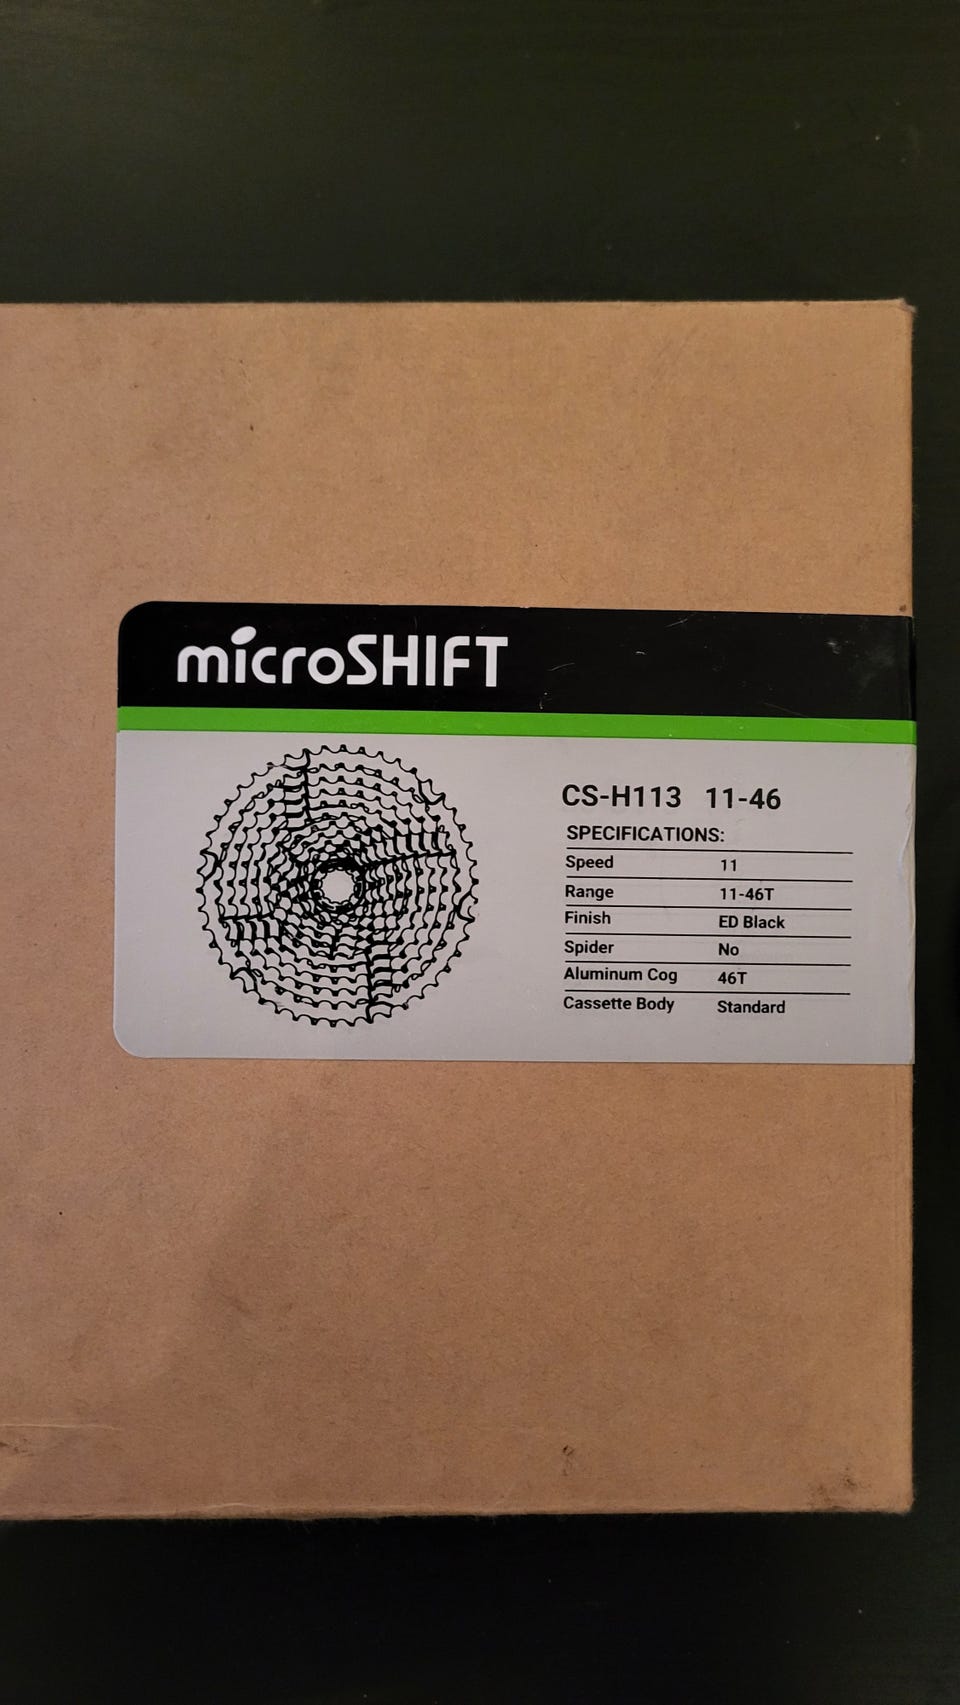 microSHIFT
CS-H113 11-46
SPECIFICATIONS:
Speed 11
Range 11-46T
Finish ED Black
Spider No
Aluminum Cog 46T
Cassette Body Standard